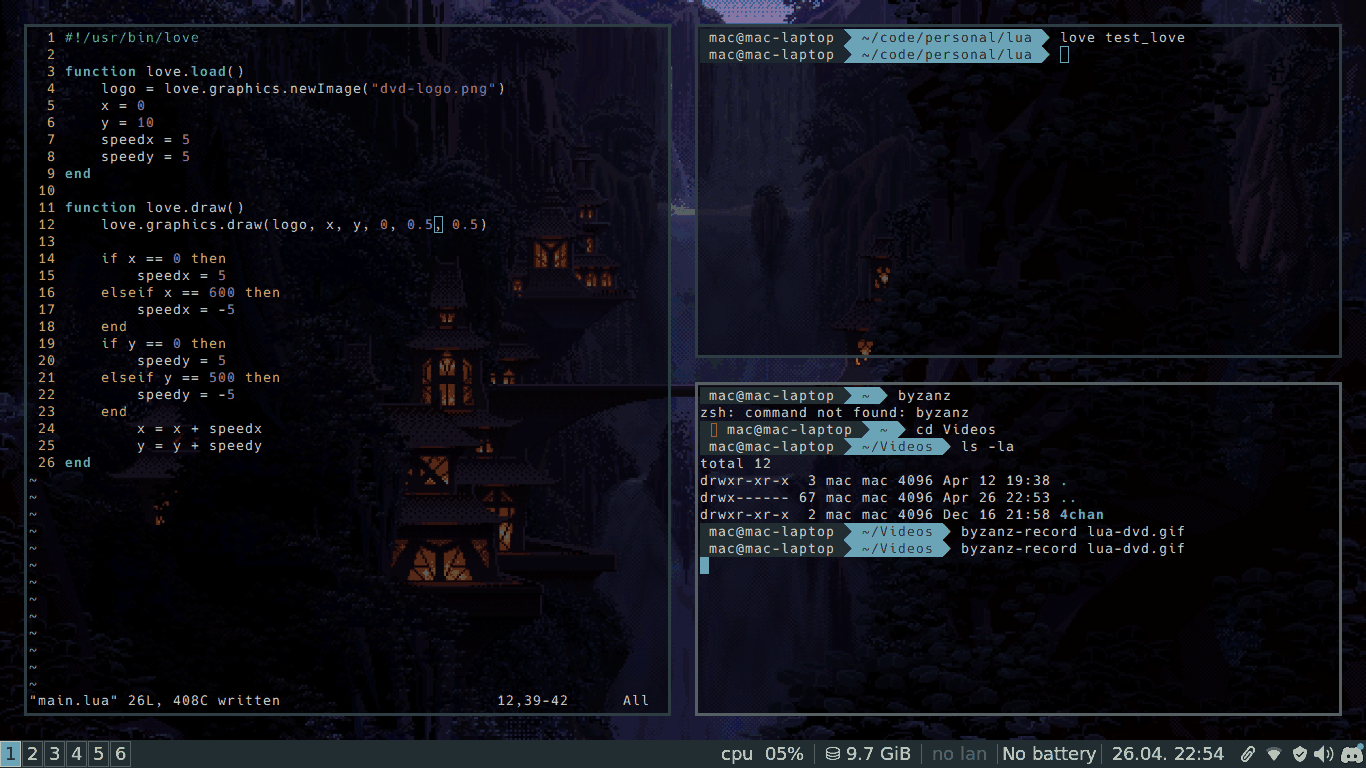 1 #!/usr/bin/love
2
3 function love.load()
4     logo = love.graphics.newImage("dvd-logo.png")
5     x = 0
6     y = 10
7     speedx = 5
8     speedy = 5
9 end
10
11 function love.draw()
12     love.graphics.draw(logo, x, y, 0, 0.5, 0.5)
13
14     if x == 0 then
15         speedx = 5
16     elseif x == 600 then
17         speedx = -5
18     end
19     if y == 0 then
20         speedy = 5
21     elseif y == 500 then
22         speedy = -5
23     end
24         x = x + speedx
25         y = y + speedy
26 end
~
~
~
~
~
~
~
~
~
~
~
~
~
"main.lua" 26L, 408C written 12,39-42 All
mac@mac-laptop ~/code/personal/lua love test_love
mac@mac-laptop ~/code/personal/lua
mac@mac-laptop ~ byzanz
zsh: command not found: byzanz
mac@mac-laptop ~ cd Videos
mac@mac-laptop ~/Videos ls -la
total 12
drwxr-xr-x  3 mac mac 4096 Apr 12 19:38 .
drwx------ 67 mac mac 4096 Apr 26 22:53 ..
drwxr-xr-x  2 mac mac 4096 Dec 16 21:58 4chan
mac@mac-laptop ~/Videos byzanz-record lua-dvd.gif
mac@mac-laptop ~/Videos byzanz-record lua-dvd.gif
1 2 3 4 5 6 cpu 05% 9.7 GiB no lan No battery 26.04. 22:54